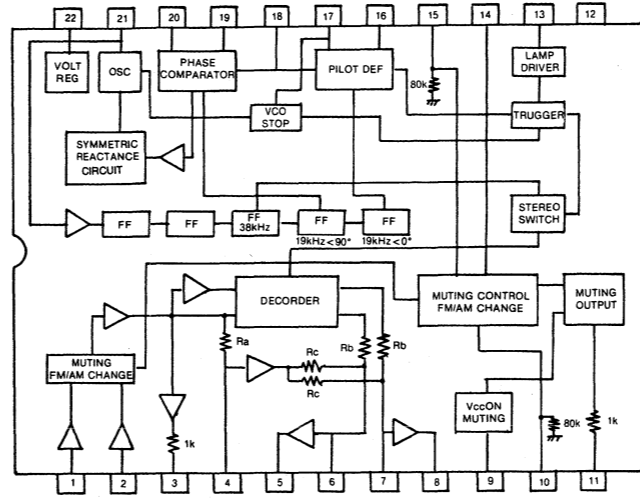 22 21 20 19 18 17 16 15 14 13 12
VOLT
REG
OSC
PHASE
COMPARATOR
PILOT DEF
80k
LAMP
DRIVER
VCO
STOP
TRUGGER
SYMMETRIC
REACTANCE
CIRCUIT
STEREO
SWITCH
FF
FF
FF
38kHz
FF
19kHz<90°
FF
19kHz<0°
DECORDER
MUTING CONTROL
FM/AM CHANGE
MUTING
OUTPUT
Ra
Rc
Rb
Rb
Rc
MUTING
FM/AM CHANGE
VccON
MUTING
1k
80k
1k
1 2 3 4 5 6 7 8 9 10 11